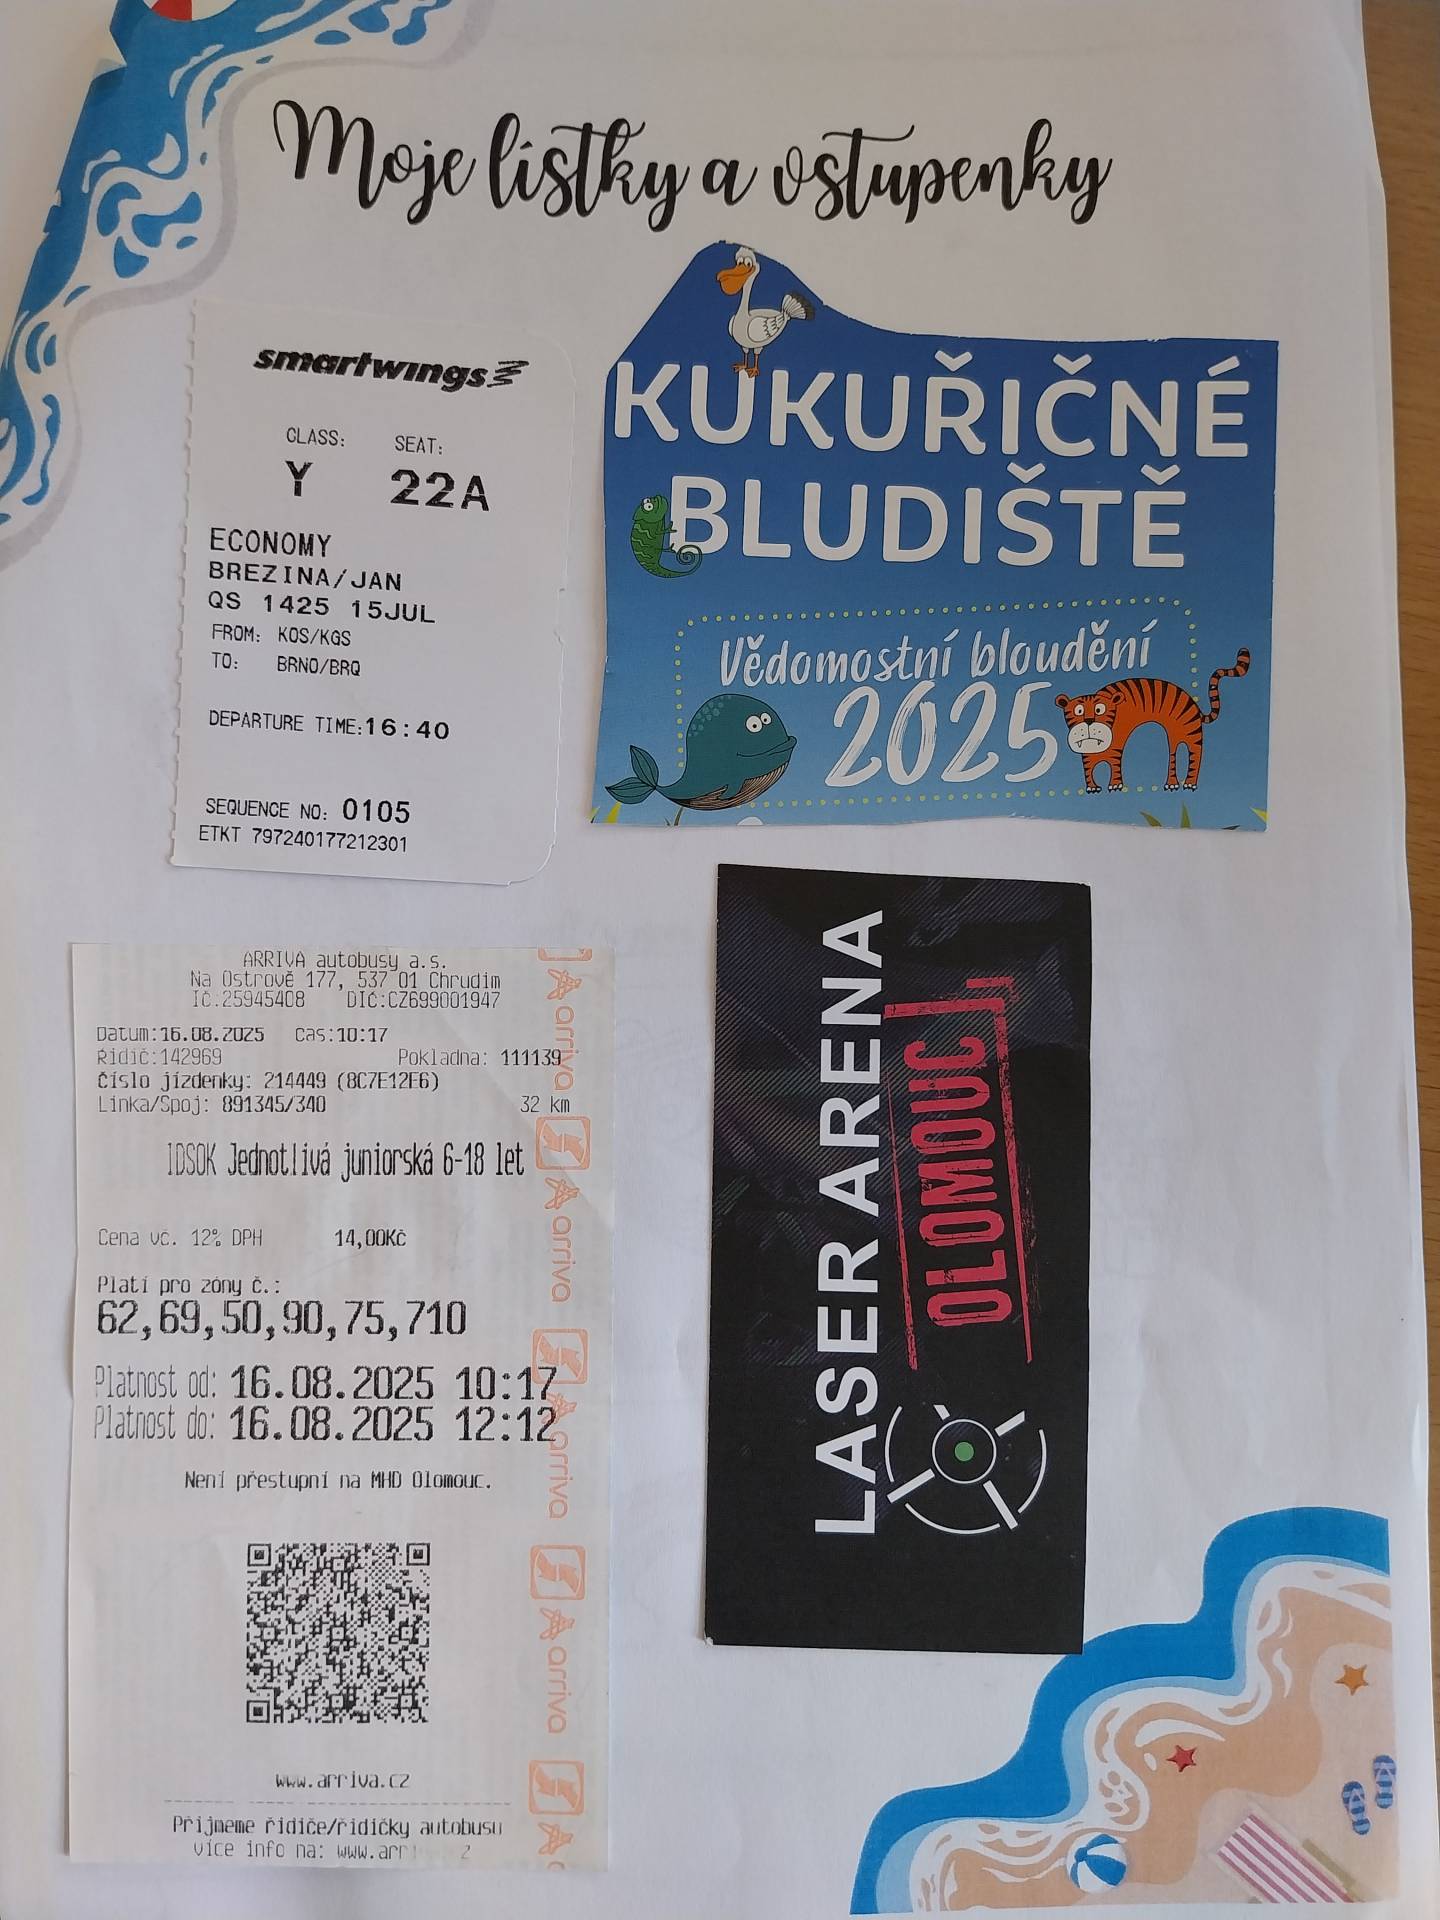 Moje lístky a vstupenky
smartwings
CLASS: SEAT:
Y 22A
ECONOMY
BREZINA/JAN
QS 1425 15JUL
FROM: KOS/KGS
TO: BRNO/BRQ
DEPARTURE TIME:16:40
SEQUENCE NO: 0105
ETKT 797240177212301
KUKUŘIČNÉ
BLUDIŠTĚ
Vědomostní bloudění
2025
ARRIVA autobusy a.s.
Na Ostrově 177, 537 01 Chrudim
IČ:25945408 DIČ:CZ699001947
Datum:16.08.2025 Čas:10:17
Řidič:142969 Pokladna: 111139
Číslo jízdenky: 214449 (8C7E12E6)
Linka/Spoj: 891345/340 32 km
IDSOK Jednotlivá juniorská 6-18 let
Cena vč. 12% DPH 14,00Kč
Platí pro zóny č.:
62,69,50,90,75,710
Platnost od: 16.08.2025 10:17
Platnost do: 16.08.2025 12:12
Není přestupní na MHD Olomouc.
www.arriva.cz
Přijmeme řidiče/řidičky autobusu
více info na: www.arr
arriva
arriva
arriva
arriva
LASER ARENA
OLOMOUC